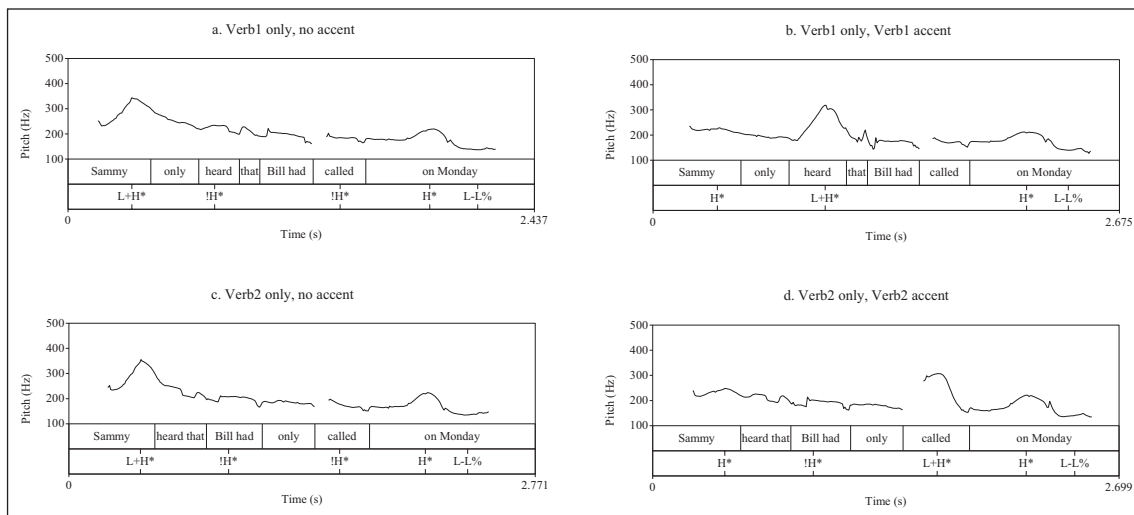 a. Verb1 only, no accent
500
400
300
200
100
Pitch (Hz)
Sammy only heard that Bill had called on Monday
L+H* !H* !H* H* L-L%
0 2.437
Time (s)
b. Verb1 only, Verb1 accent
500
400
300
200
100
Pitch (Hz)
Sammy only heard that Bill had called on Monday
H* L+H* H* L-L%
0 2.675
Time (s)
c. Verb2 only, no accent
500
400
300
200
100
Pitch (Hz)
Sammy heard that Bill had only called on Monday
L+H* !H* !H* H* L-L%
0 2.771
Time (s)
d. Verb2 only, Verb2 accent
500
400
300
200
100
Pitch (Hz)
Sammy heard that Bill had only called on Monday
H* !H* L+H* H* L-L%
0 2.699
Time (s)